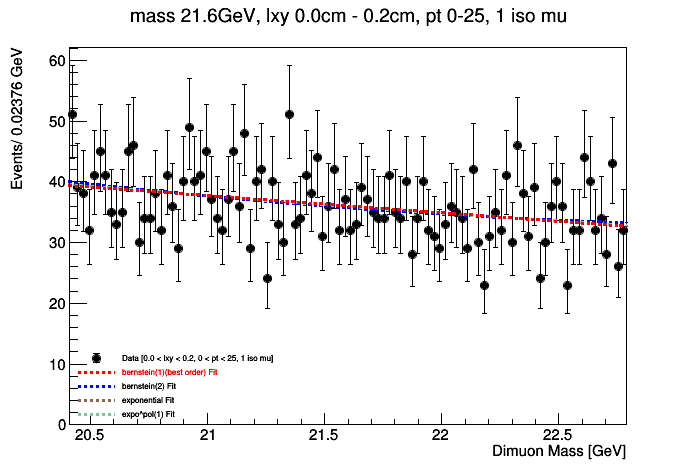 mass 21.6GeV, lxy 0.0cm - 0.2cm, pt 0-25, 1 iso mu
Events/ 0.02376 GeV
60
50
40
30
20
10
0
Data [0.0 < lxy < 0.2, 0 < pt < 25, 1 iso mu]
bernstein(1)(best order) Fit
bernstein(2) Fit
exponential Fit
expo^pol(1) Fit
20.5 21 21.5 22 22.5
Dimuon Mass [GeV]